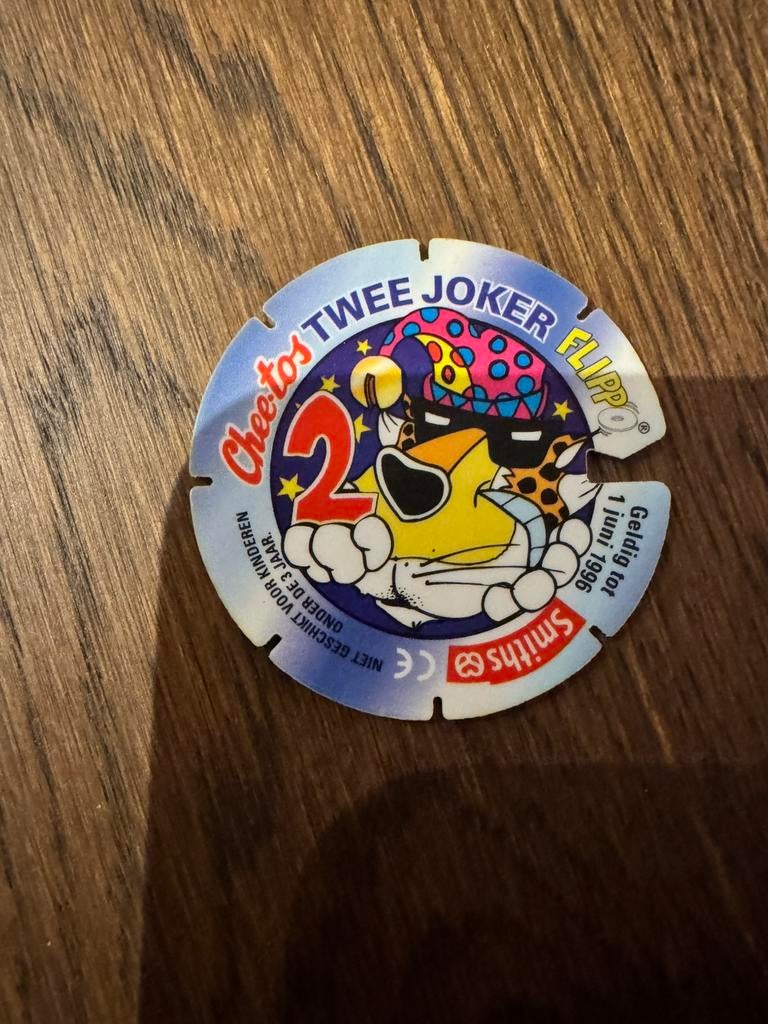 Chee-tos TWEE JOKER FLIPPO®
2
Geldig tot
1 juni 1996
Smiths
CE
NIET GESCHIKT VOOR KINDEREN
ONDER DE 3 JAAR.